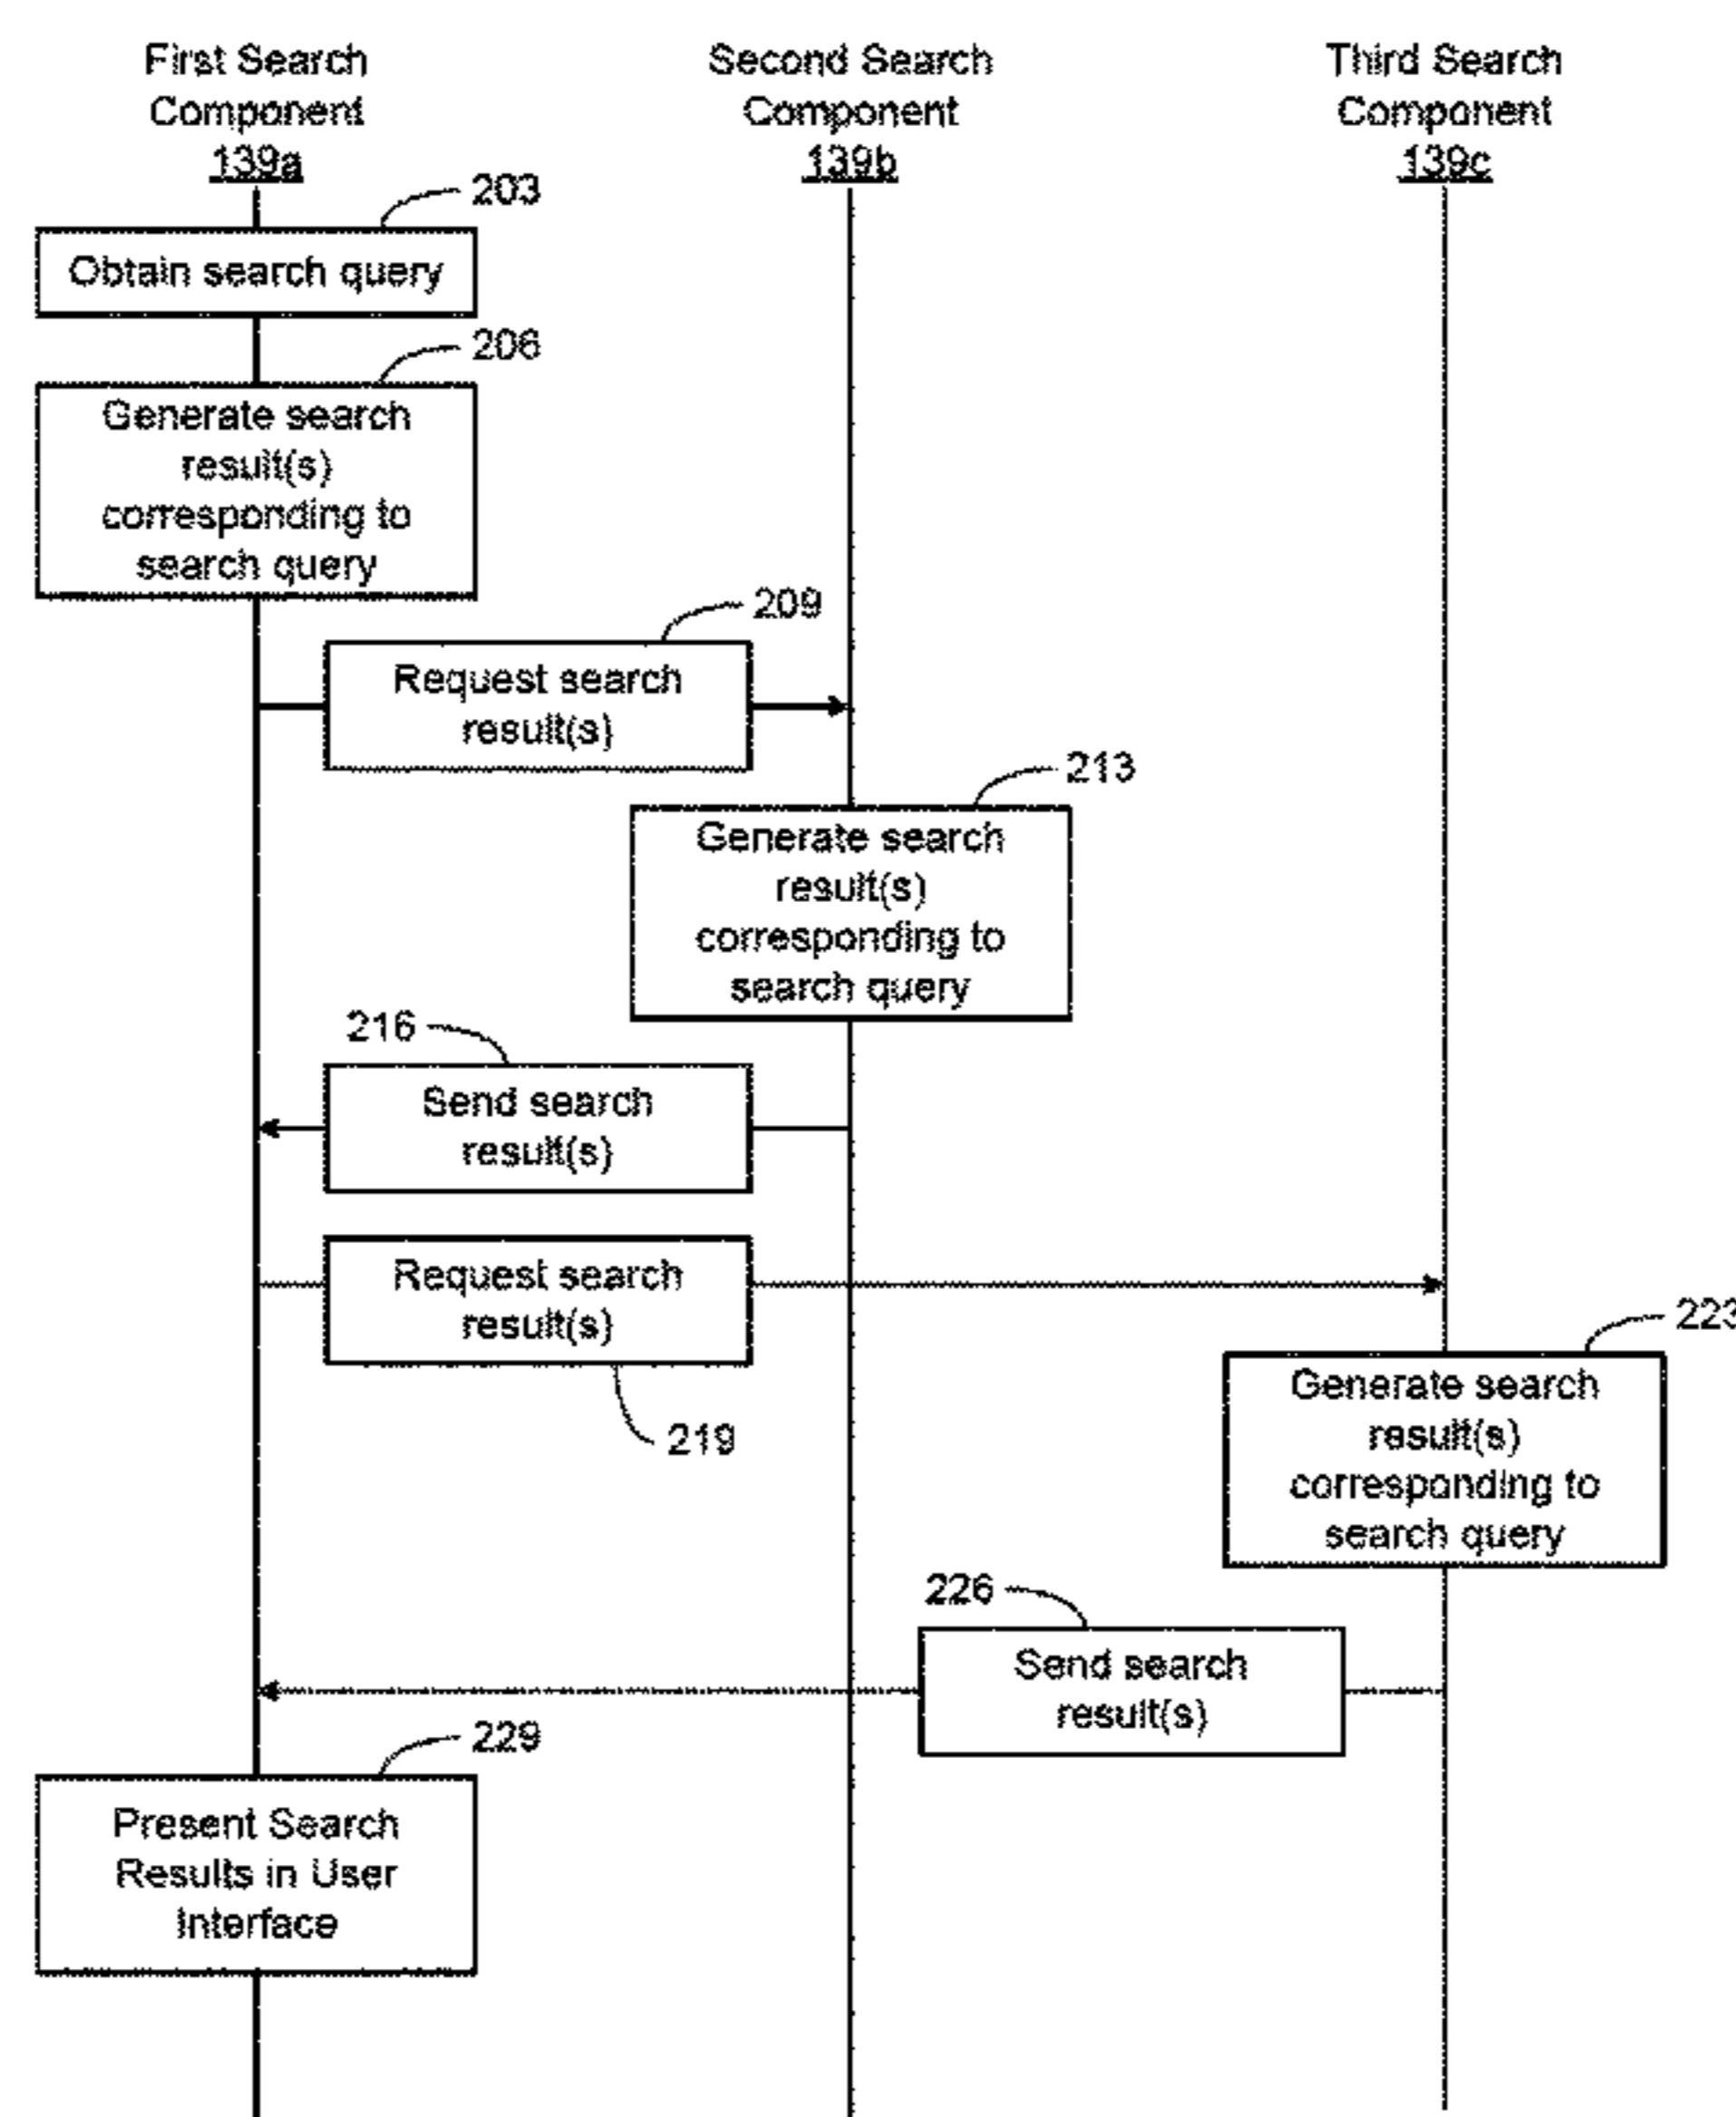 First Search
Component
139a
Second Search
Component
139b
Third Search
Component
139c
203
Obtain search query
206
Generate search
result(s)
corresponding to
search query
209
Request search
result(s)
213
Generate search
result(s)
corresponding to
search query
216
Send search
result(s)
Request search
result(s)
219
223
Generate search
result(s)
corresponding to
search query
226
Send search
result(s)
229
Present Search
Results in User
Interface